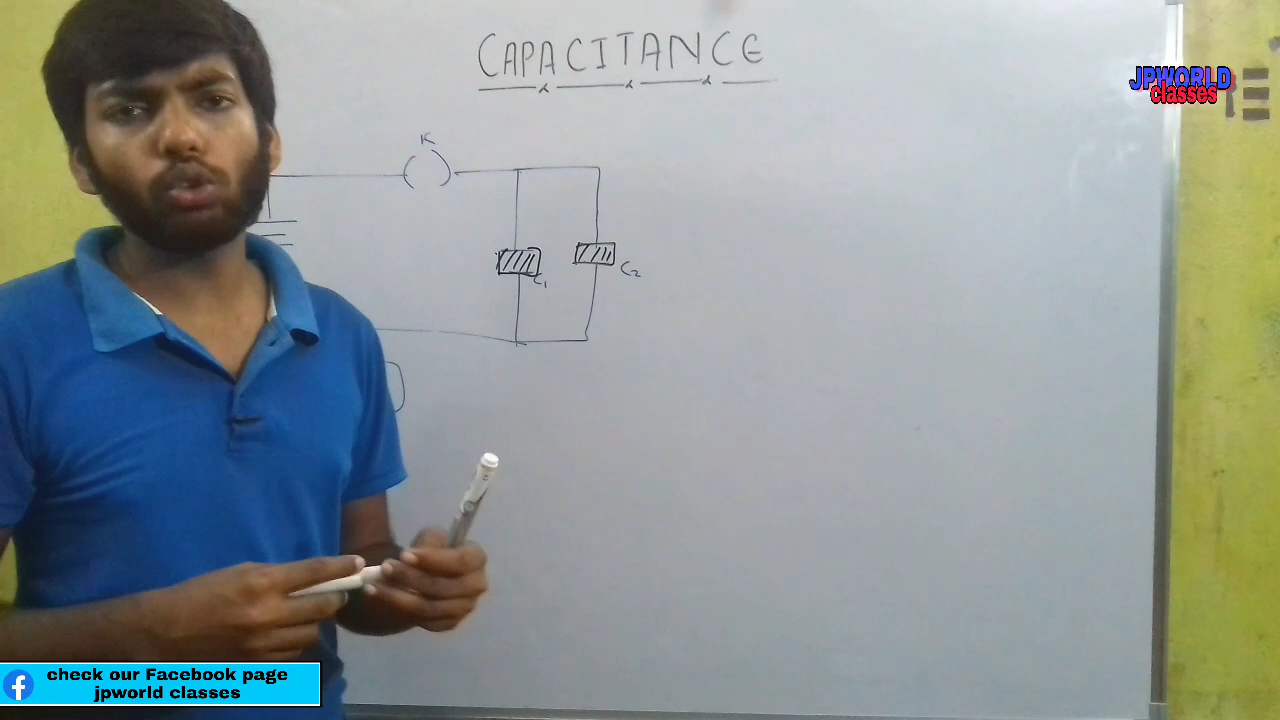 CAPACITANCE
JPWORLD
classes
K
C1
C2
check our Facebook page
jpworld classes